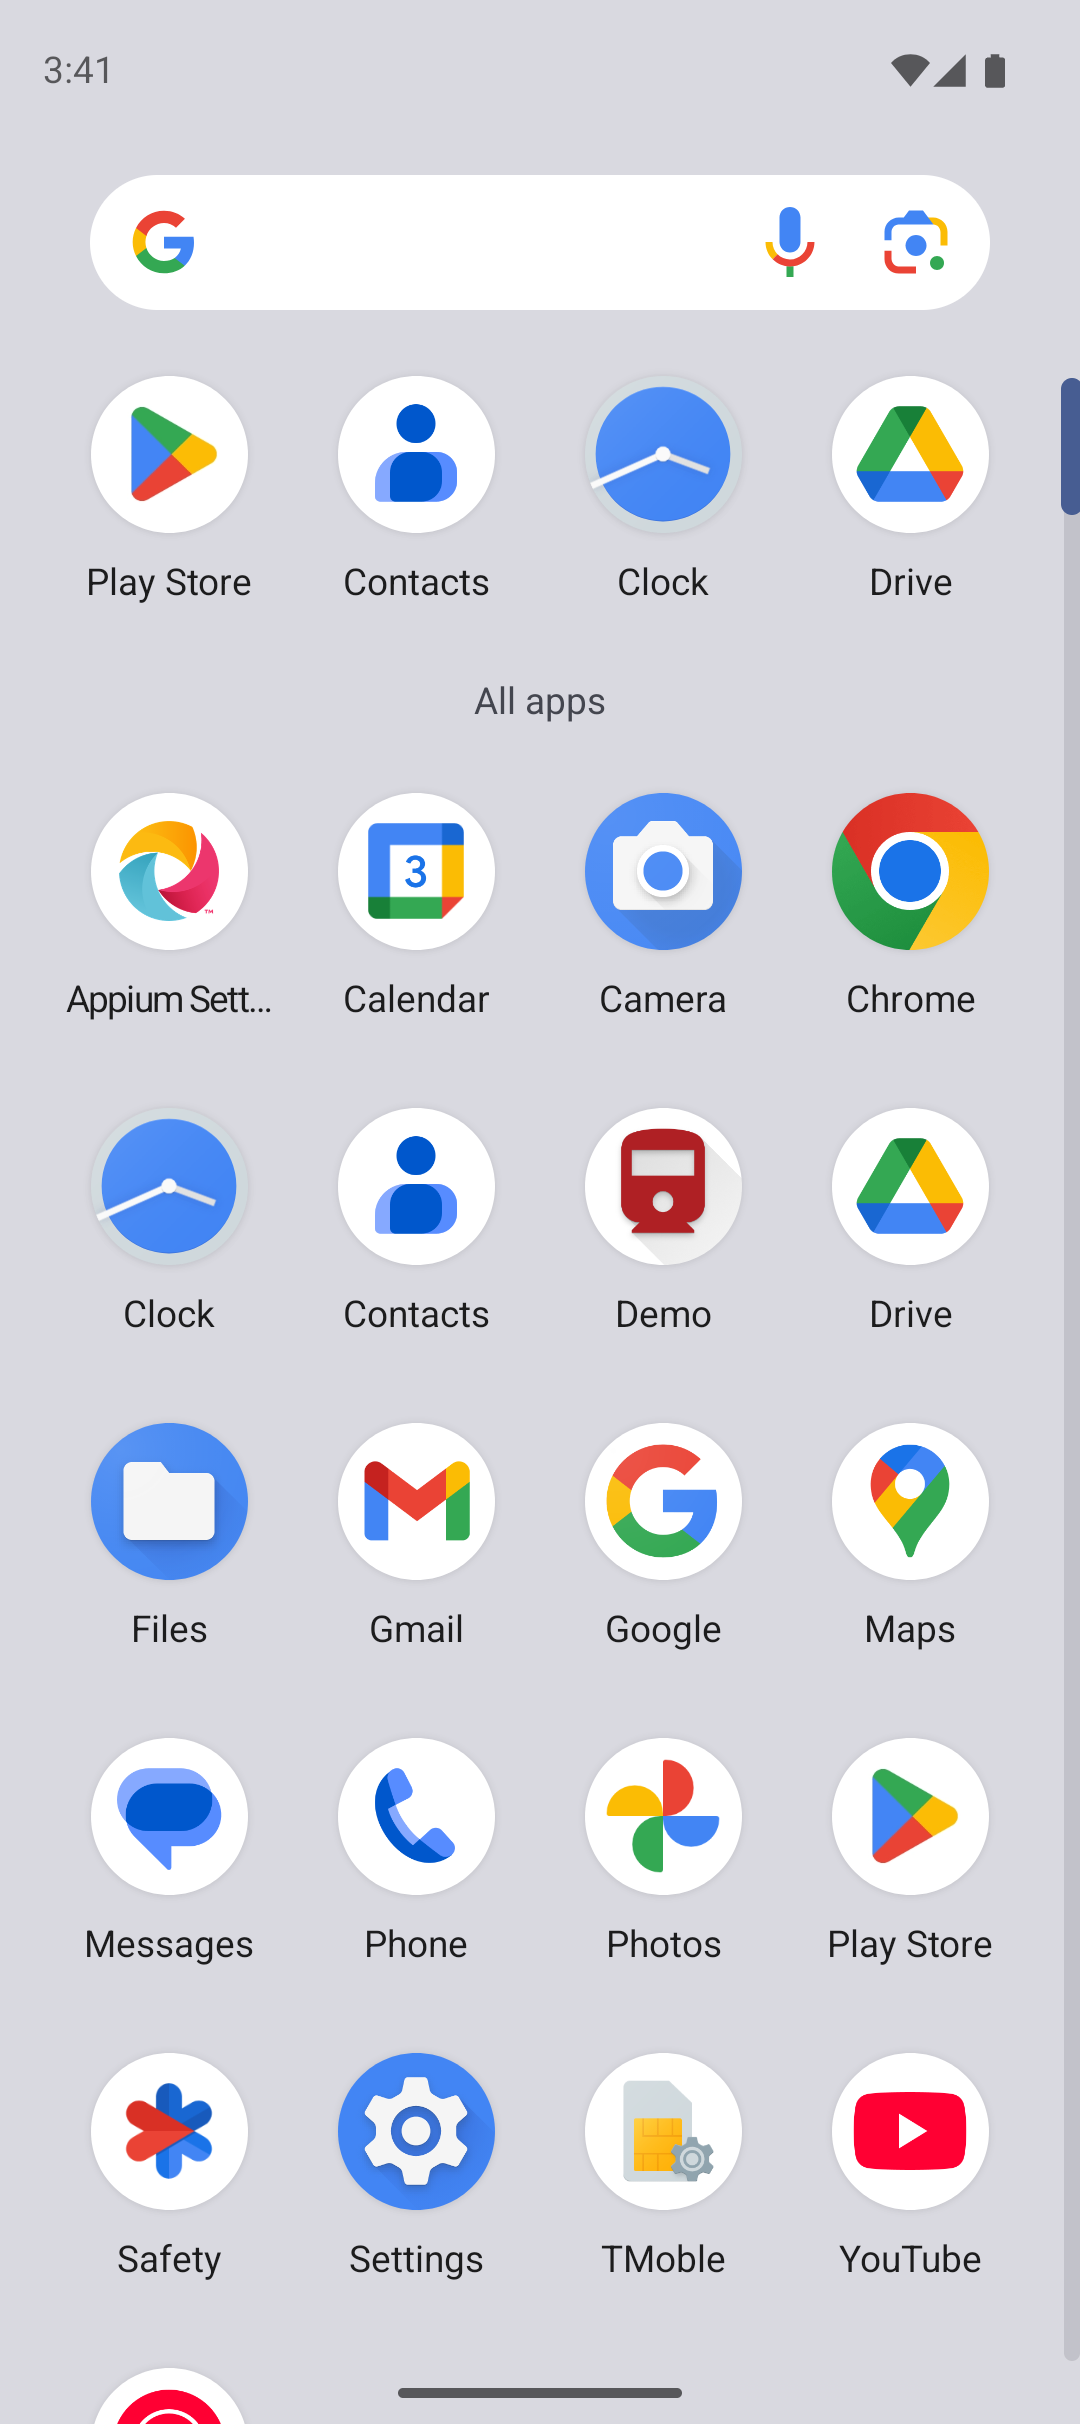 3:41
Play Store
Contacts
Clock
Drive
All apps
Appium Sett...
Calendar
Camera
Chrome
Clock
Contacts
Demo
Drive
Files
Gmail
Google
Maps
Messages
Phone
Photos
Play Store
Safety
Settings
TMoble
YouTube